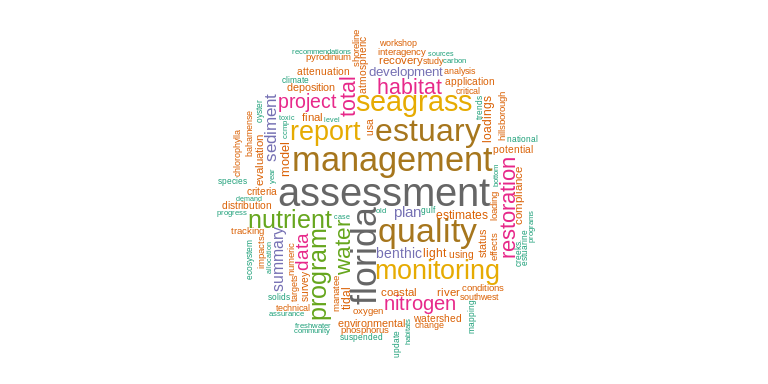 workshop
recommendations
interagency
sources
pyrodinium
shoreline
atmospheric
recovery
study
carbon
attenuation
development
analysis
climate
deposition
habitat
application
critical
project
total
seagrass
oyster
sediment
toxic
final
level
usa
loadings
trends
hillsborough
ccmp
report
estuary
national
chlorophylla
bahamense
evaluation
model
management
potential
species
year
criteria
assessment
bottom
restoration
compliance
demand
distribution
progress
nutrient
case
old
plan
gulf
estimates
loading
programs
tracking
water
florida
quality
status
effects
creeks
estuarine
ecosystem
impacts
allocation
summary
numeric
data
program
benthic
light
using
monitoring
solids
targets
survey
manatee
tidal
coastal
river
conditions
southwest
technical
assurance
oxygen
nitrogen
freshwater
community
environmental
phosphorus
suspended
watershed
change
mapping
update
habitats